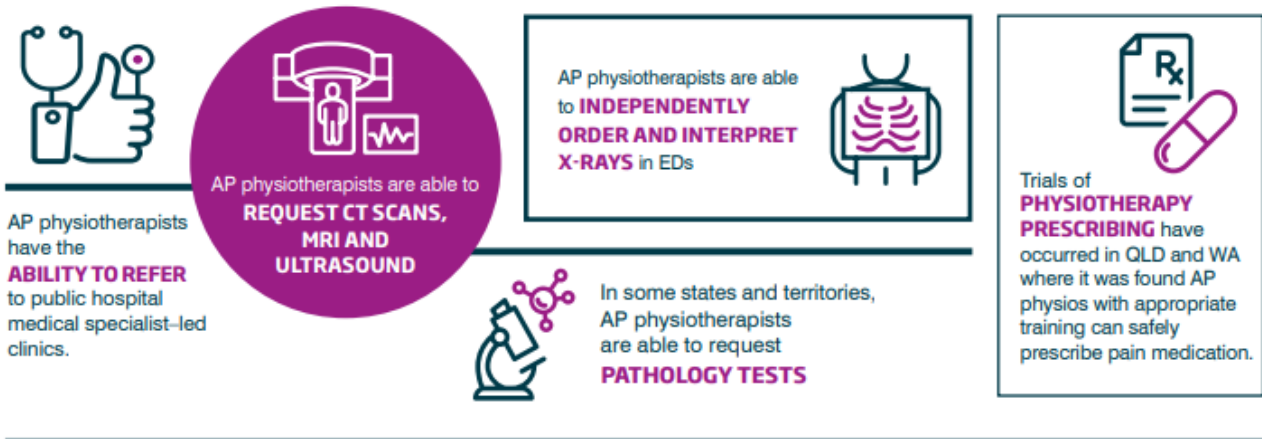 AP physiotherapists
have the
ABILITY TO REFER
to public hospital
medical specialist–led
clinics.
AP physiotherapists are able to
REQUEST CT SCANS,
MRI AND
ULTRASOUND
AP physiotherapists are able
to INDEPENDENTLY
ORDER AND INTERPRET
X-RAYS in EDs
In some states and territories,
AP physiotherapists
are able to request
PATHOLOGY TESTS
Rx
Trials of
PHYSIOTHERAPY
PRESCRIBING have
occurred in QLD and WA
where it was found AP
physios with appropriate
training can safely
prescribe pain medication.